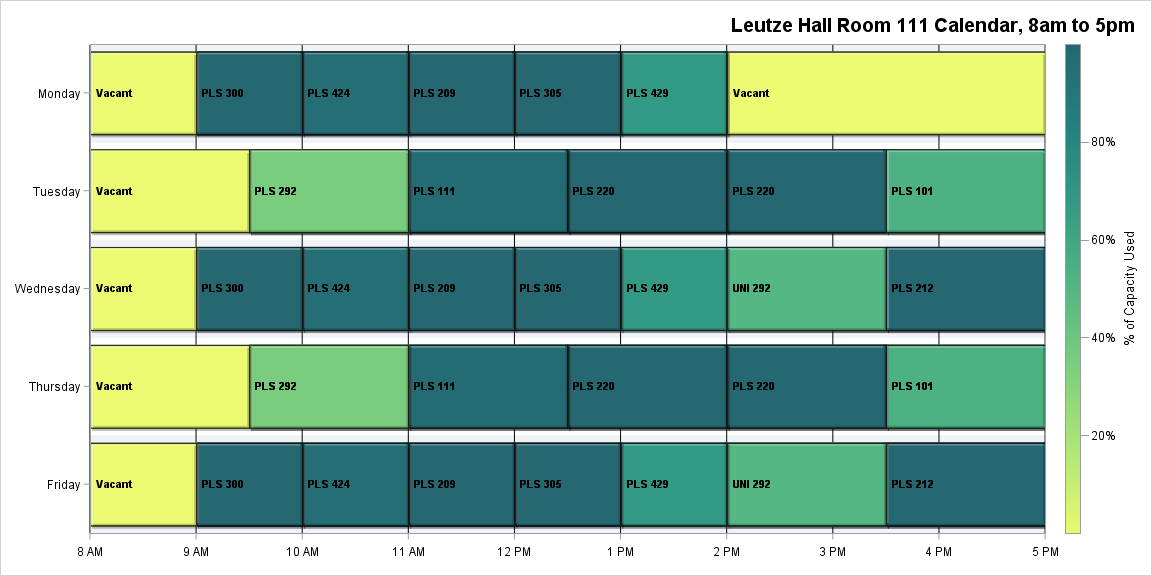 Leutze Hall Room 111 Calendar, 8am to 5pm
Monday
Vacant
PLS 300
PLS 424
PLS 209
PLS 305
PLS 429
Vacant
Tuesday
Vacant
PLS 292
PLS 111
PLS 220
PLS 220
PLS 101
Wednesday
Vacant
PLS 300
PLS 424
PLS 209
PLS 305
PLS 429
UNI 292
PLS 212
Thursday
Vacant
PLS 292
PLS 111
PLS 220
PLS 220
PLS 101
Friday
Vacant
PLS 300
PLS 424
PLS 209
PLS 305
PLS 429
UNI 292
PLS 212
8 AM
9 AM
10 AM
11 AM
12 PM
1 PM
2 PM
3 PM
4 PM
5 PM
80%
60%
40%
20%
% of Capacity Used